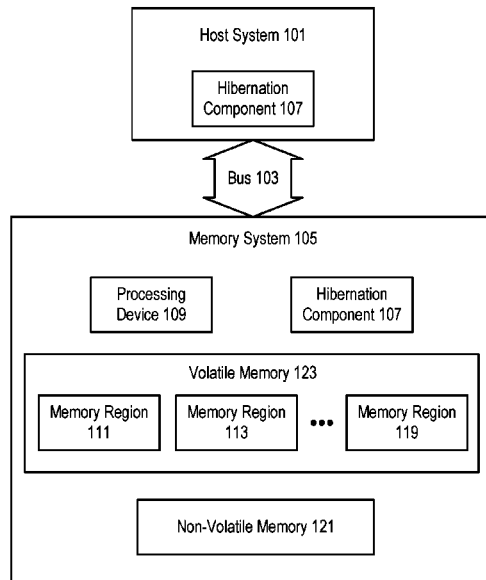 Host System 101
Hibernation
Component 107
Bus 103
Memory System 105
Processing
Device 109
Hibernation
Component 107
Volatile Memory 123
Memory Region
111
Memory Region
113
•••
Memory Region
119
Non-Volatile Memory 121